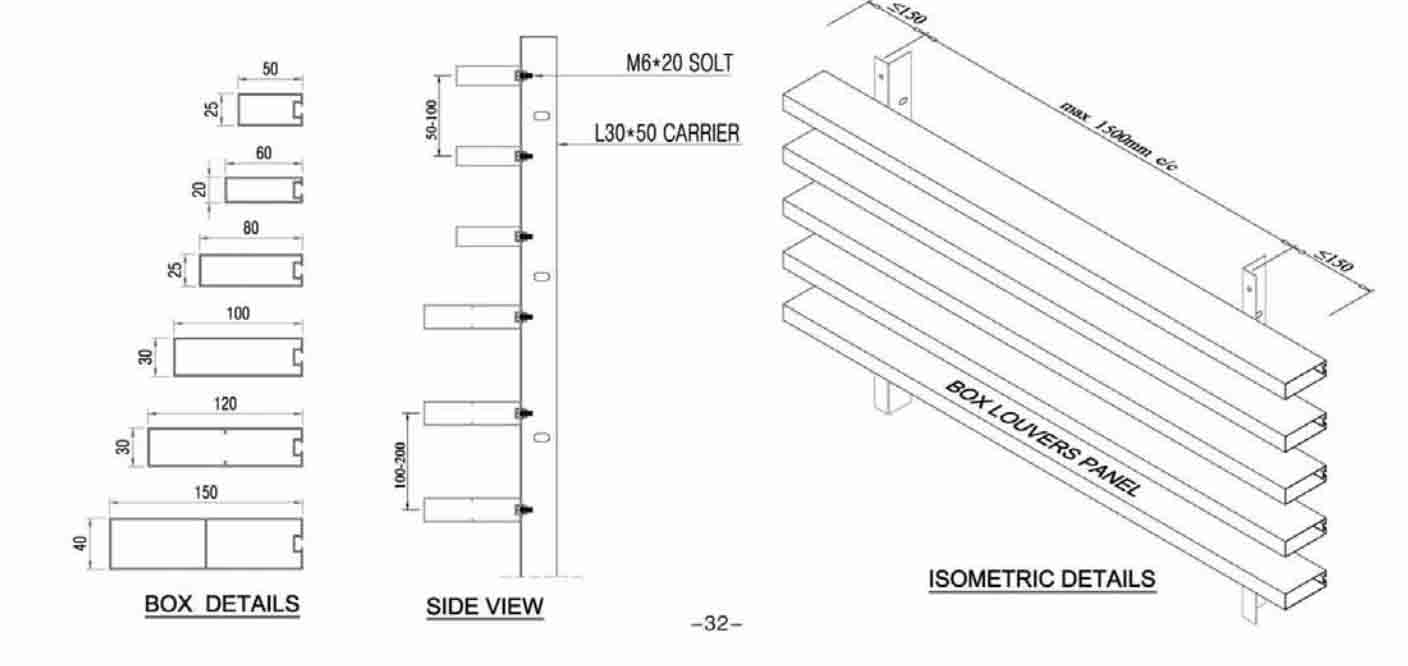 50
25
60
20
80
25
100
30
120
30
150
40
BOX DETAILS
50-100
M6*20 SOLT
L30*50 CARRIER
100-200
SIDE VIEW
≤150
max 1500mm c/c
≤150
BOX LOUVERS PANEL
ISOMETRIC DETAILS
-32-